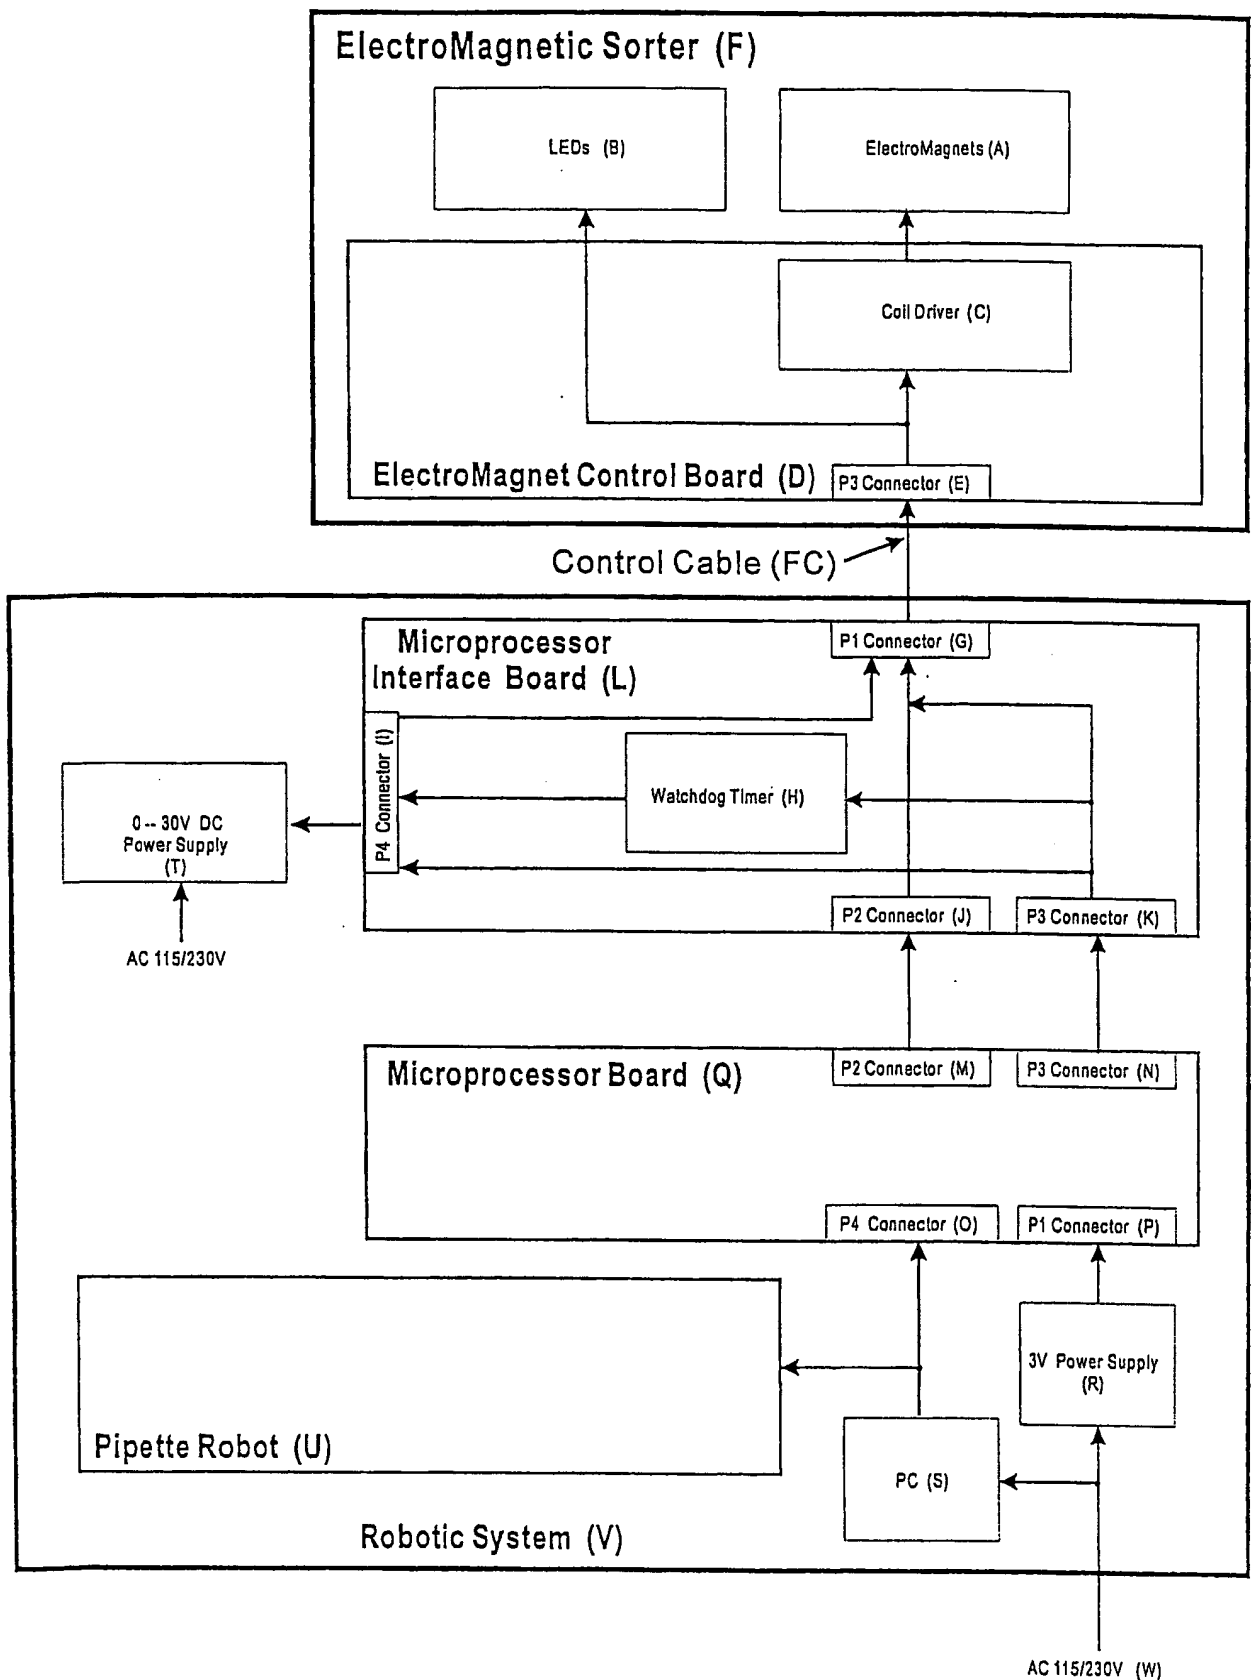 ElectroMagnetic Sorter (F)
LEDs (B)
ElectroMagnets (A)
Coil Driver (C)
ElectroMagnet Control Board (D)
P3 Connector (E)
Control Cable (FC)
Microprocessor
Interface Board (L)
P1 Connector (G)
P4 Connector (I)
Watchdog Timer (H)
0 -- 30V DC
Power Supply
(T)
AC 115/230V
P2 Connector (J)
P3 Connector (K)
Microprocessor Board (Q)
P2 Connector (M)
P3 Connector (N)
P4 Connector (O)
P1 Connector (P)
3V Power Supply
(R)
Pipette Robot (U)
PC (S)
Robotic System (V)
AC 115/230V (W)